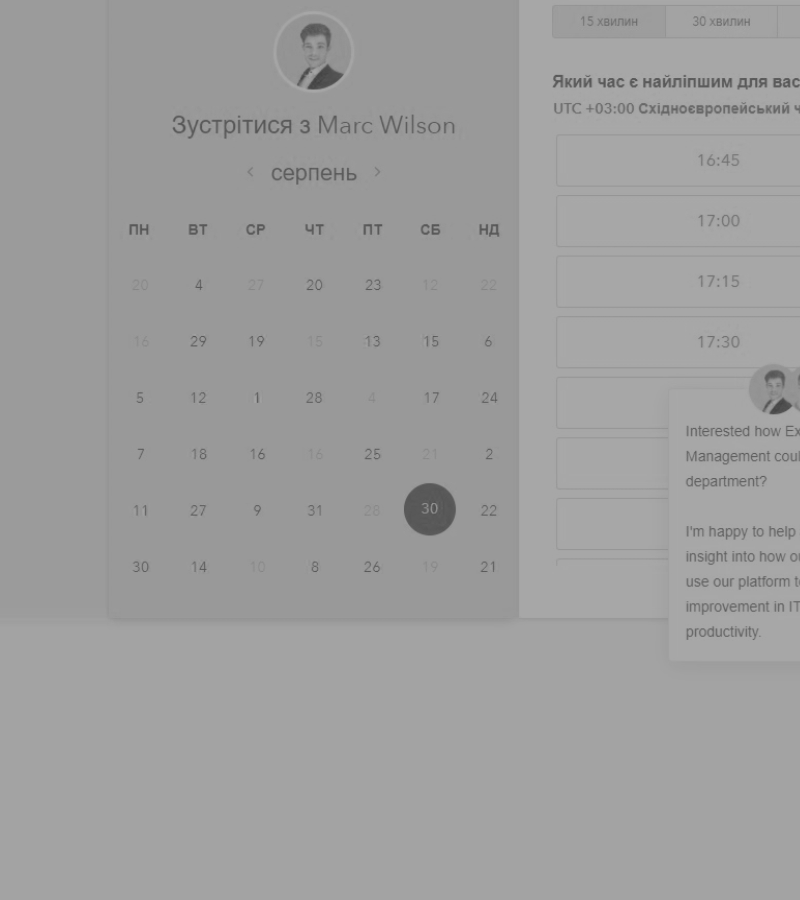 Зустрітися з Marc Wilson
серпень
ПН ВТ СР ЧТ ПТ СБ НД
20 4 27 20 23 12 22
16 29 19 15 13 15 6
5 12 1 28 4 17 24
7 18 16 16 25 21 2
11 27 9 31 28 30 22
30 14 10 8 26 19 21
15 хвилин 30 хвилин
Який час є найліпшим для вас
UTC +03:00 Східноєвропейський ч
16:45
17:00
17:15
17:30
Interested how Ex
Management coul
department?
I'm happy to help
insight into how o
use our platform t
improvement in IT
productivity.